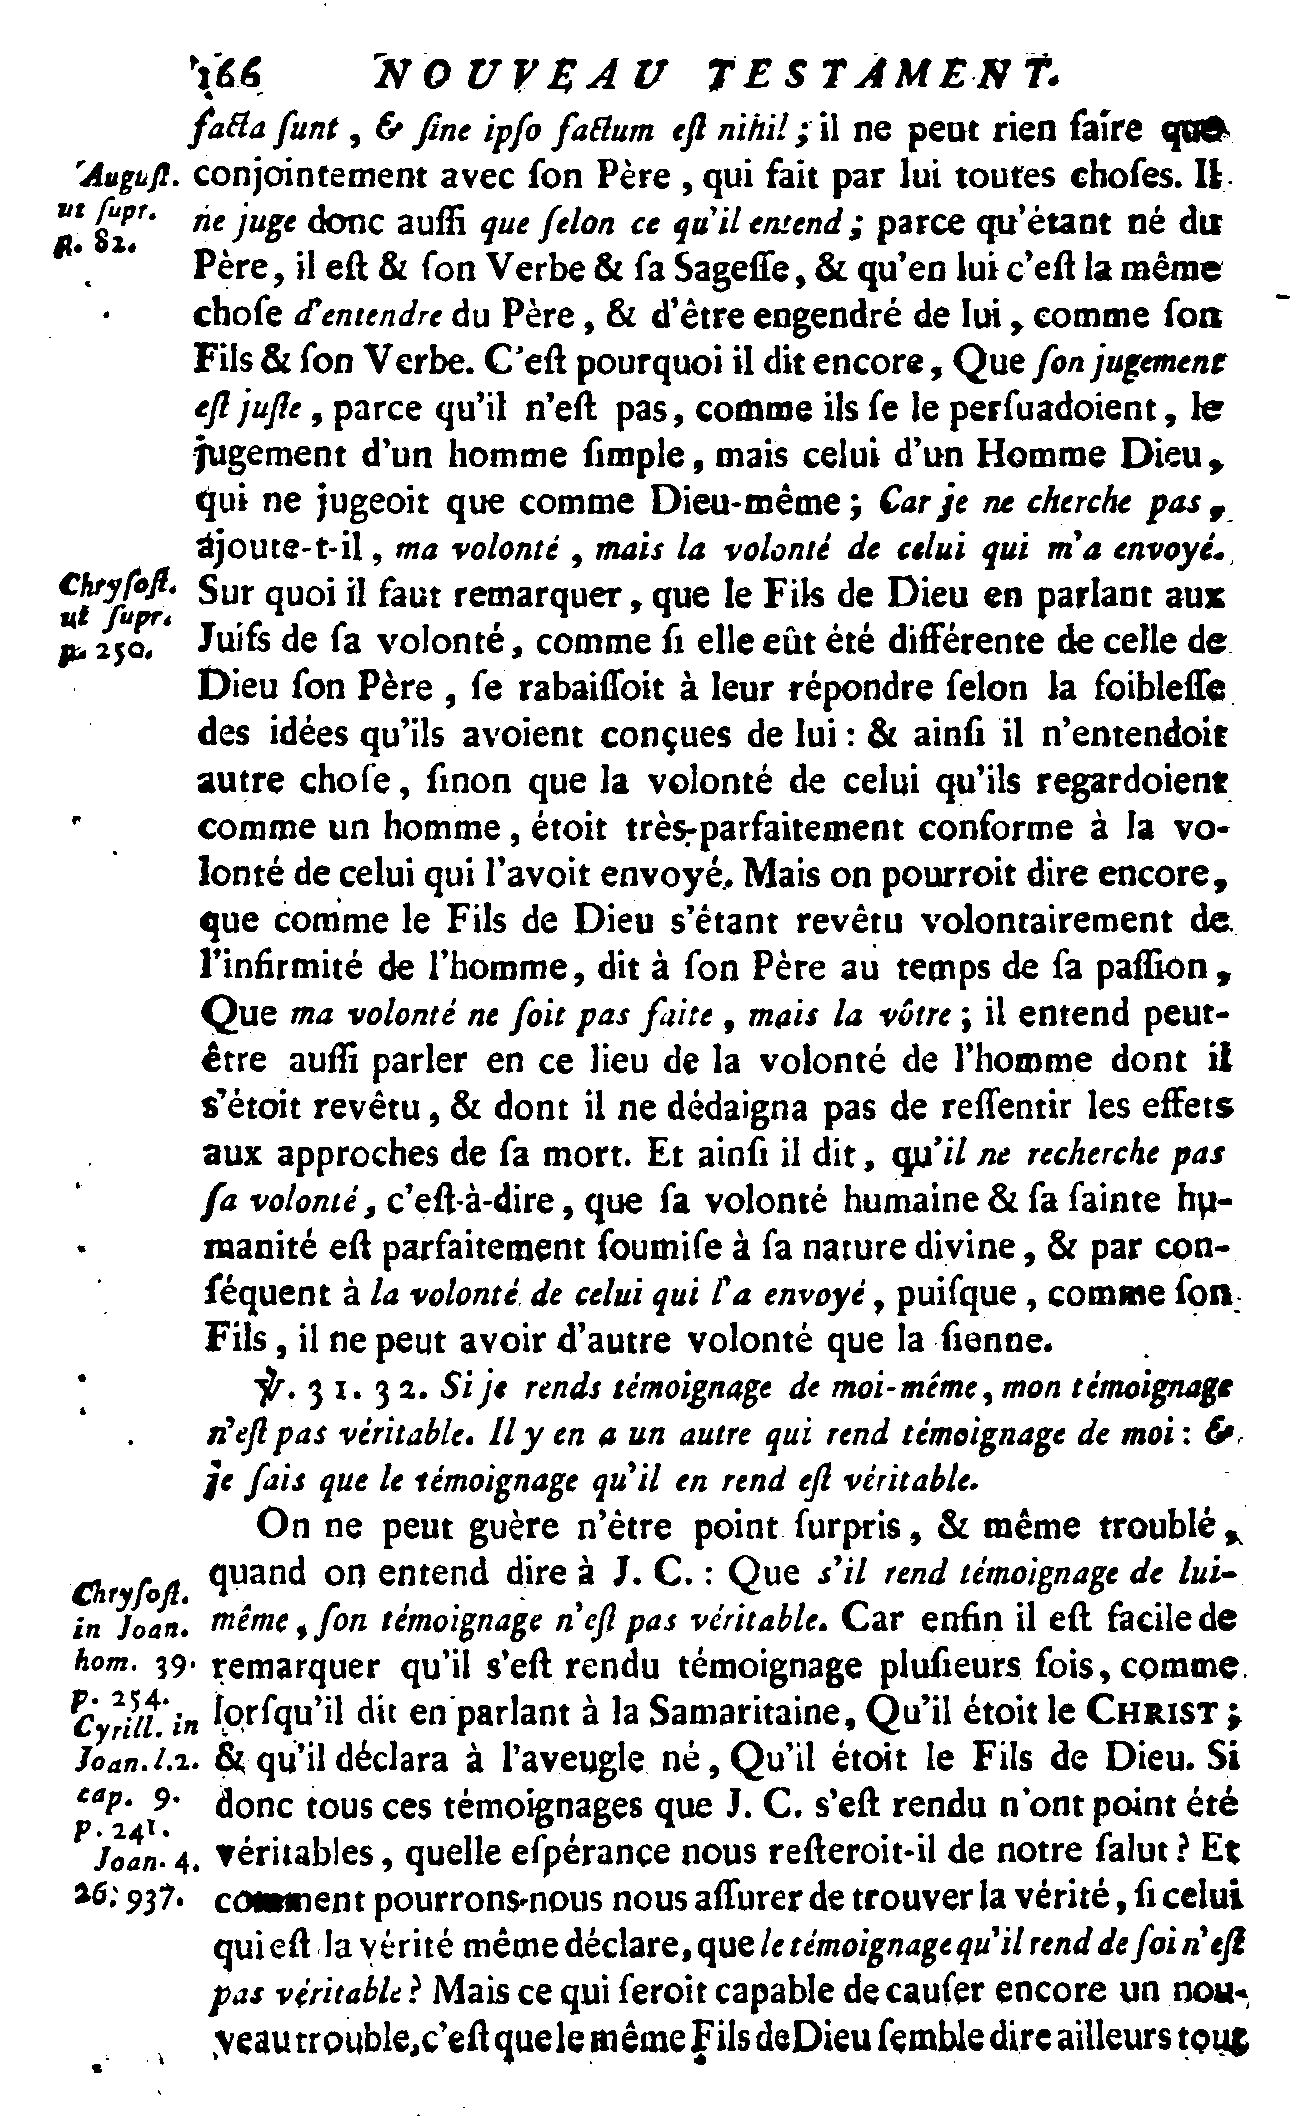 166 NOUVEAU TESTAMENT.
facta ſunt, & ſine ipſo factum eſt nihil; il ne peut rien faire que
conjointement avec ſon Père, qui fait par lui toutes choſes. Il
ne juge donc auſſi que ſelon ce qu'il entend; parce qu'étant né du
Père, il eſt & ſon Verbe & ſa Sageſſe, & qu'en lui c'eſt la même
choſe d'entendre du Père, & d'être engendré de lui, comme ſon
Fils & ſon Verbe. C'eſt pourquoi il dit encore, Que ſon jugement
eſt juſte, parce qu'il n'eſt pas, comme ils ſe le perſuadoient, le
jugement d'un homme ſimple, mais celui d'un Homme Dieu,
qui ne jugeoit que comme Dieu-même; Car je ne cherche pas,
ajoute-t-il, ma volonté, mais la volonté de celui qui m'a envoyé.
Sur quoi il faut remarquer, que le Fils de Dieu en parlant aux
Juifs de ſa volonté, comme ſi elle eût été différente de celle de
Dieu ſon Père, ſe rabaiſſoit à leur répondre ſelon la foibleſſe
des idées qu'ils avoient conçues de lui: & ainſi il n'entendoit
autre choſe, ſinon que la volonté de celui qu'ils regardoient
comme un homme, étoit très-parfaitement conforme à la vo-
lonté de celui qui l'avoit envoyé. Mais on pourroit dire encore,
que comme le Fils de Dieu s'étant revêtu volontairement de
l'infirmité de l'homme, dit à ſon Père au temps de ſa paſſion,
Que ma volonté ne ſoit pas faite, mais la vôtre; il entend peut-
être auſſi parler en ce lieu de la volonté de l'homme dont il
s'étoit revêtu, & dont il ne dédaigna pas de reſſentir les effets
aux approches de ſa mort. Et ainſi il dit, qu'il ne recherche pas
ſa volonté, c'eſt-à-dire, que ſa volonté humaine & ſa ſainte hu-
manité eſt parfaitement ſoumiſe à ſa nature divine, & par con-
ſéquent à la volonté de celui qui l'a envoyé, puiſque, comme ſon
Fils, il ne peut avoir d'autre volonté que la ſienne.
℣. 31. 32. Si je rends témoignage de moi-même, mon témoignage
n'eſt pas véritable. Il y en a un autre qui rend témoignage de moi: &
je ſais que le témoignage qu'il en rend eſt véritable.
On ne peut guère n'être point ſurpris, & même troublé,
quand on entend dire à J. C.: Que s'il rend témoignage de lui-
même, ſon témoignage n'eſt pas véritable. Car enfin il eſt facile de
remarquer qu'il s'eſt rendu témoignage pluſieurs fois, comme
lorſqu'il dit en parlant à la Samaritaine, Qu'il étoit le CHRIST;
& qu'il déclara à l'aveugle né, Qu'il étoit le Fils de Dieu. Si
donc tous ces témoignages que J. C. s'eſt rendu n'ont point été
véritables, quelle eſpérance nous reſteroit-il de notre ſalut? Et
comment pourrons-nous nous aſſurer de trouver la vérité, ſi celui
qui eſt la vérité même déclare, que le témoignage qu'il rend de ſoi n'eſt
pas véritable? Mais ce qui ſeroit capable de cauſer encore un nou-
veau trouble, c'eſt que le même Fils de Dieu ſemble dire ailleurs tout
Auguſt.
ut ſupr.
n. 82.
Chryſoſt.
ut ſupr.
p. 250.
Chryſoſt.
in Joan.
hom. 39.
p. 254.
Cyrill. in
Joan. l. 2.
cap. 9.
p. 241.
Joan. 4.
26: 937.